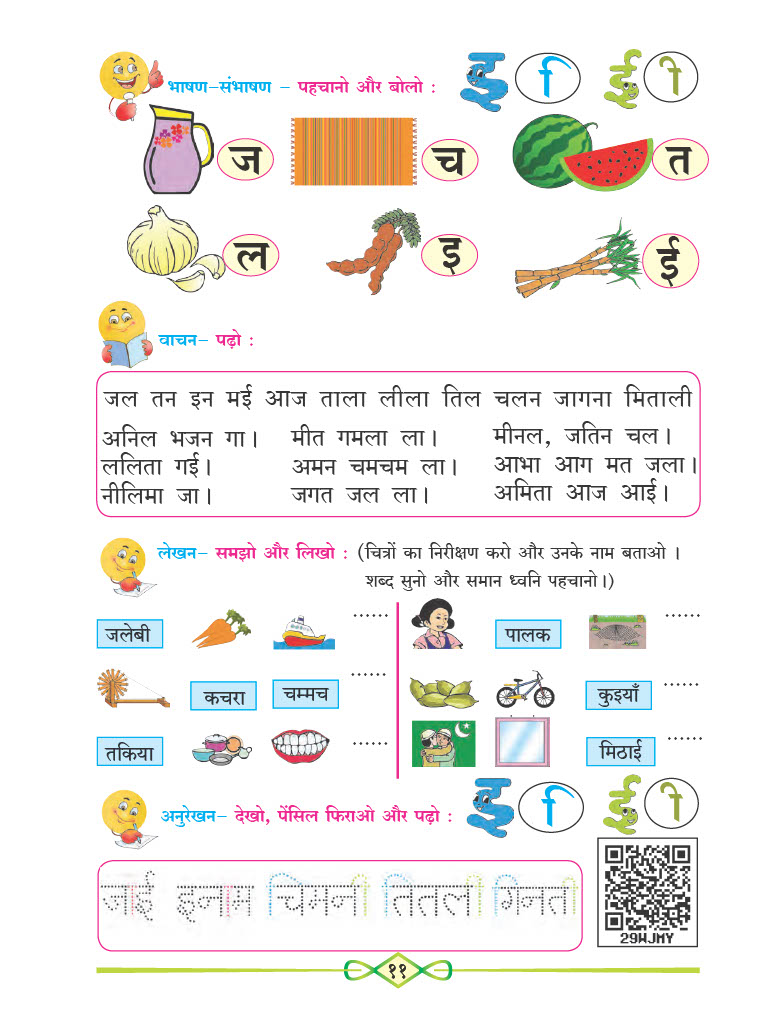 भाषण-संभाषण - पहचानो और बोलो : इ ि ई ी
ज च त
ल इ ई
वाचन- पढ़ो :
जल तन इन मई आज ताला लीला तिल चलन जागना मिताली
अनिल भजन गा। मीत गमला ला। मीनल, जतिन चल।
ललिता गई। अमन चमचम ला। आभा आग मत जला।
नीलिमा जा। जगत जल ला। अमिता आज आई।
लेखन- समझो और लिखो : (चित्रों का निरीक्षण करो और उनके नाम बताओ ।
शब्द सुनो और समान ध्वनि पहचानो।)
जलेबी ...... पालक ......
कचरा चम्मच ...... कुइयाँ ......
तकिया ...... मिठाई ......
अनुरेखन- देखो, पेंसिल फिराओ और पढ़ो : इ ि ई ी
जाई इनाम चिमनी तितली गिनती
29WJMY
११